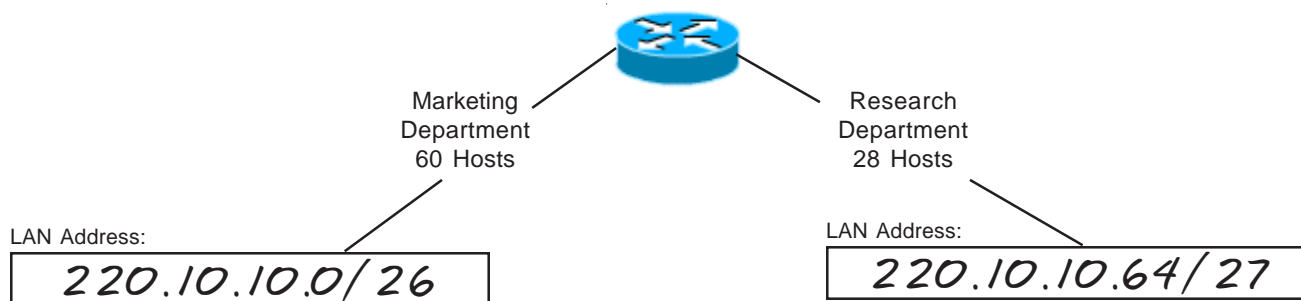 Marketing
Department
60 Hosts
Research
Department
28 Hosts
LAN Address:
220.10.10.0/26
LAN Address:
220.10.10.64/27